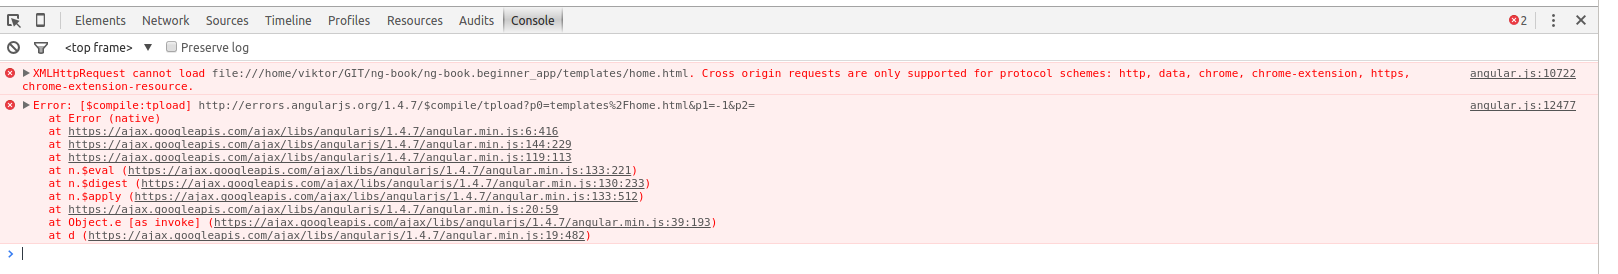 Elements Network Sources Timeline Profiles Resources Audits Console 2
<top frame> Preserve log
XMLHttpRequest cannot load file:///home/viktor/GIT/ng-book/ng-book.beginner_app/templates/home.html. Cross origin requests are only supported for protocol schemes: http, data, chrome, chrome-extension, https, angular.js:10722
chrome-extension-resource.
Error: [$compile:tpload] http://errors.angularjs.org/1.4.7/$compile/tpload?p0=templates%2Fhome.html&p1=-1&p2= angular.js:12477
at Error (native)
at https://ajax.googleapis.com/ajax/libs/angularjs/1.4.7/angular.min.js:6:416
at https://ajax.googleapis.com/ajax/libs/angularjs/1.4.7/angular.min.js:144:229
at https://ajax.googleapis.com/ajax/libs/angularjs/1.4.7/angular.min.js:119:113
at n.$eval (https://ajax.googleapis.com/ajax/libs/angularjs/1.4.7/angular.min.js:133:221)
at n.$digest (https://ajax.googleapis.com/ajax/libs/angularjs/1.4.7/angular.min.js:130:233)
at n.$apply (https://ajax.googleapis.com/ajax/libs/angularjs/1.4.7/angular.min.js:133:512)
at https://ajax.googleapis.com/ajax/libs/angularjs/1.4.7/angular.min.js:20:59
at Object.e [as invoke] (https://ajax.googleapis.com/ajax/libs/angularjs/1.4.7/angular.min.js:39:193)
at d (https://ajax.googleapis.com/ajax/libs/angularjs/1.4.7/angular.min.js:19:482)